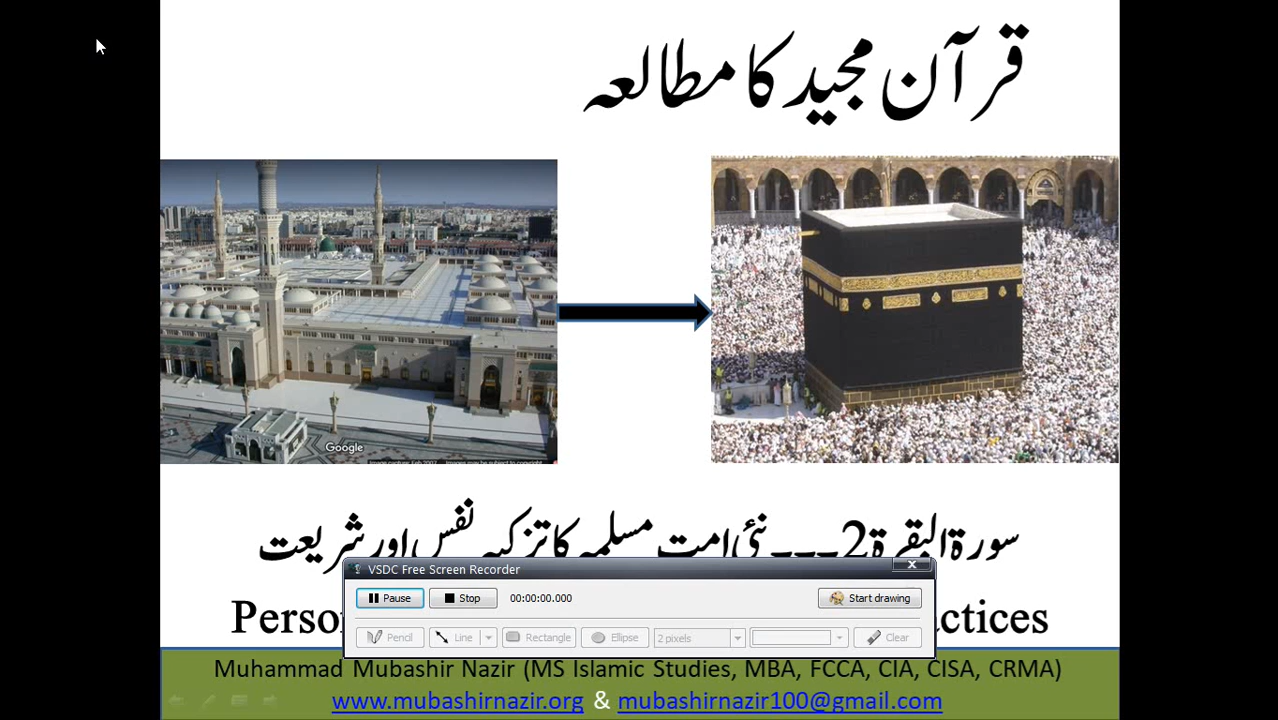 قرآن مجید کا مطالعہ
Google
سورۃ البقرۃ 2۔۔۔ نئی امت مسلمہ کا تزکیہ نفس اور شریعت
VSDC Free Screen Recorder
Pause Stop 00:00:00.000 Start drawing
Pencil Line Rectangle Ellipse 2 pixels Clear
Muhammad Mubashir Nazir (MS Islamic Studies, MBA, FCCA, CIA, CISA, CRMA)
www.mubashirnazir.org & mubashirnazir100@gmail.com